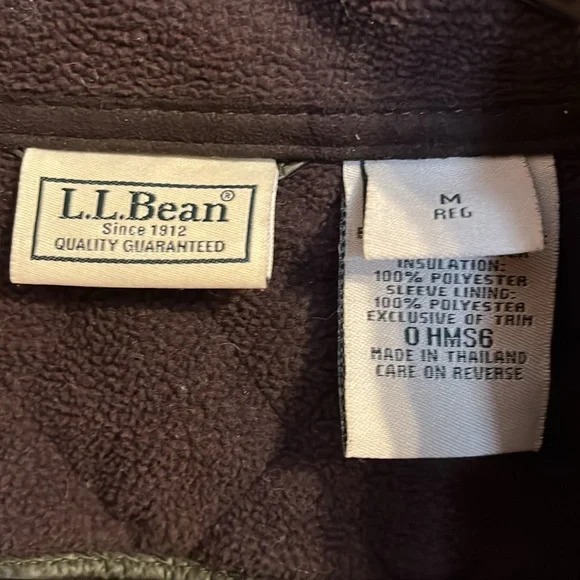 L.L.Bean®
Since 1912
QUALITY GUARANTEED
M
REG
INSULATION:
100% POLYESTER
SLEEVE LINING:
100% POLYESTER
EXCLUSIVE OF TRIM
0 HMS6
MADE IN THAILAND
CARE ON REVERSE